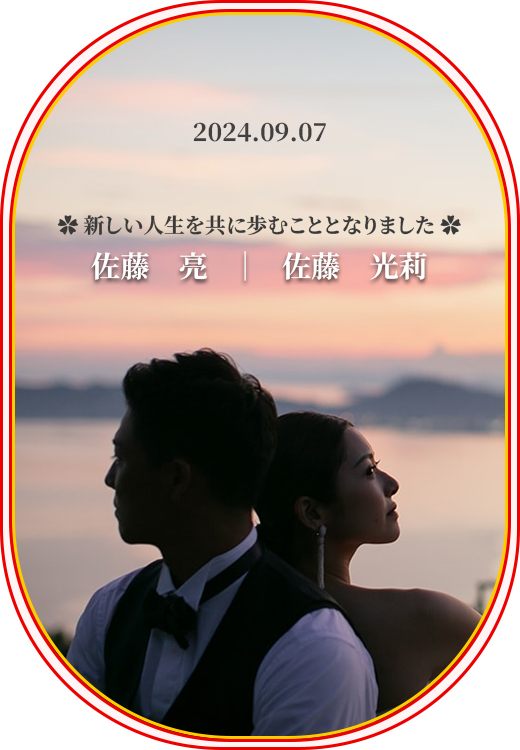 2024.09.07
✿ 新しい人生を共に歩むこととなりました ✿
佐藤　亮 ｜ 佐藤　光莉